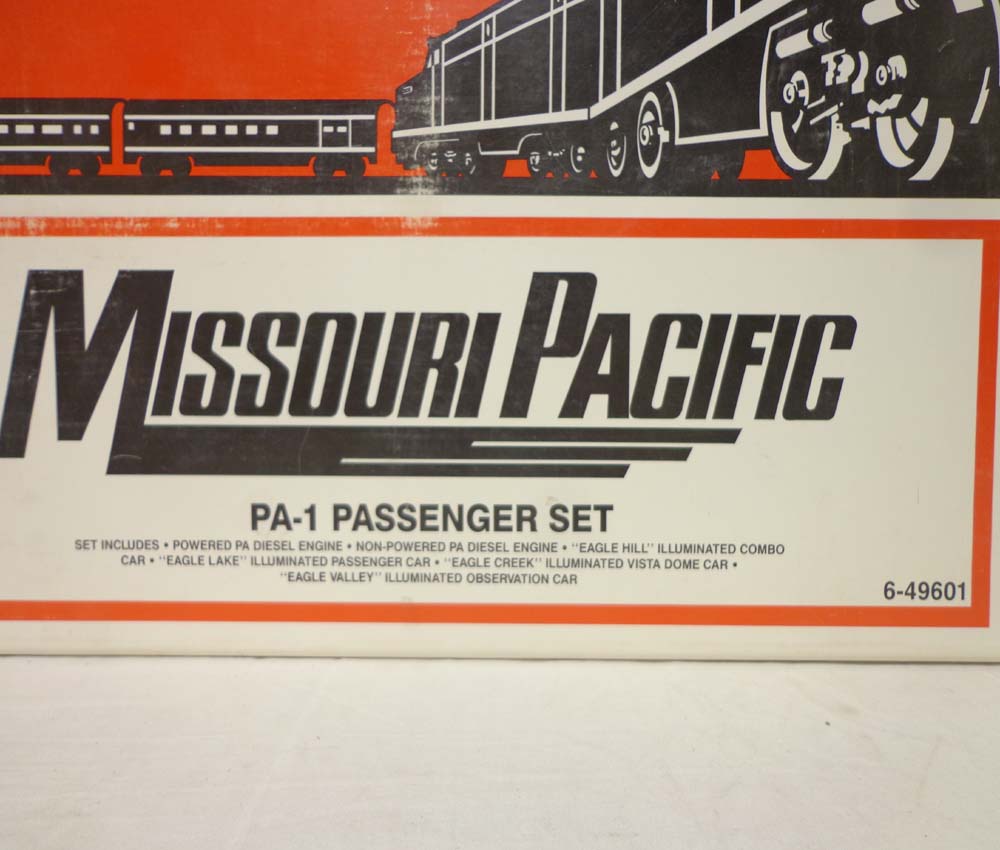 MISSOURI PACIFIC
PA-1 PASSENGER SET
SET INCLUDES • POWERED PA DIESEL ENGINE • NON-POWERED PA DIESEL ENGINE • "EAGLE HILL" ILLUMINATED COMBO
CAR • "EAGLE LAKE" ILLUMINATED PASSENGER CAR • "EAGLE CREEK" ILLUMINATED VISTA DOME CAR •
"EAGLE VALLEY" ILLUMINATED OBSERVATION CAR
6-49601